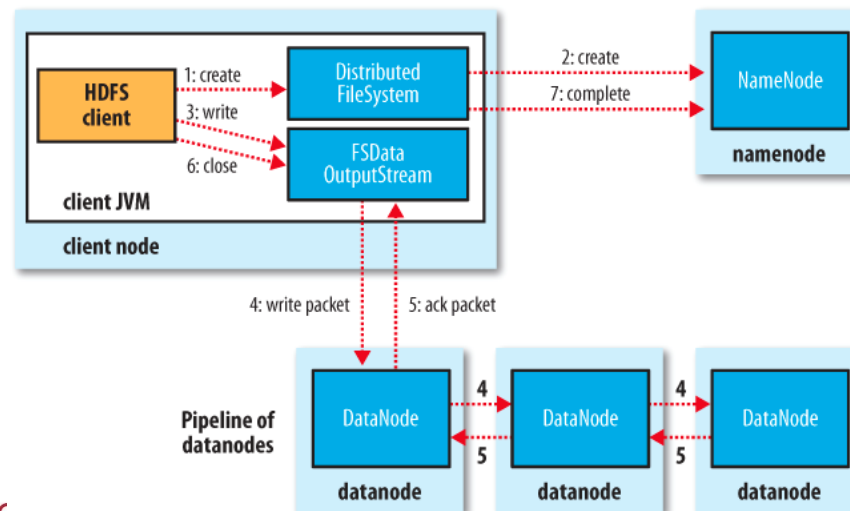 HDFS
client
1: create
3: write
6: close
Distributed
FileSystem
FSData
OutputStream
client JVM
client node
2: create
7: complete
NameNode
namenode
4: write packet
5: ack packet
Pipeline of
datanodes
DataNode
4
5
DataNode
4
5
DataNode
datanode
datanode
datanode